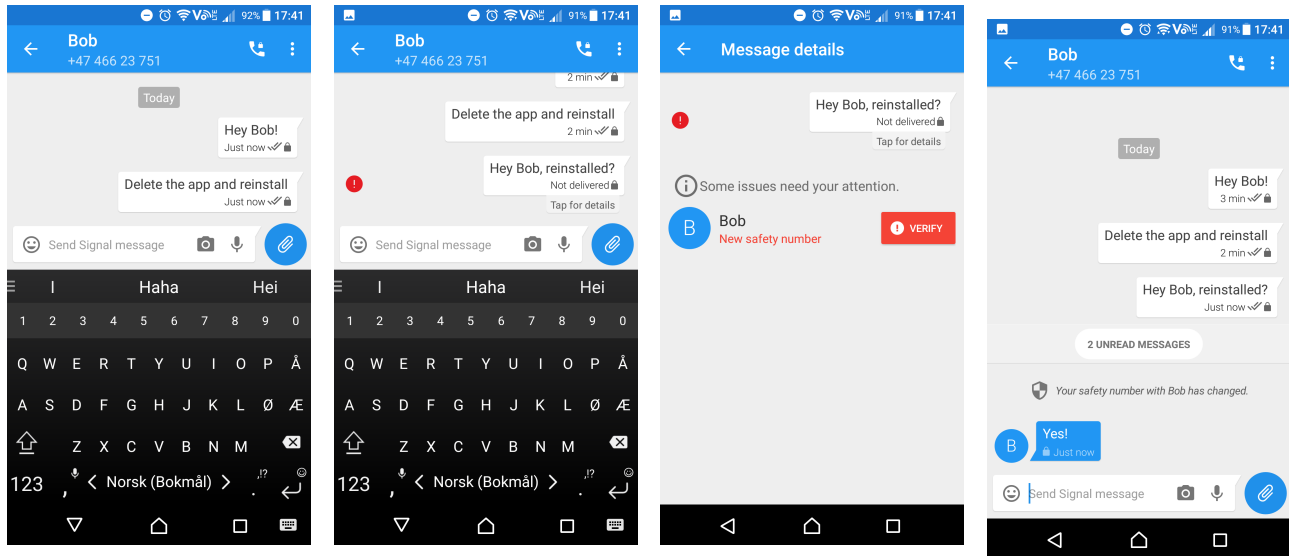 92% 17:41
Bob
+47 466 23 751
Today
Hey Bob!
Just now
Delete the app and reinstall
Just now
Send Signal message
I Haha Hei
1 2 3 4 5 6 7 8 9 0
Q W E R T Y U I O P Å
A S D F G H J K L Ø Æ
Z X C V B N M
123 , < Norsk (Bokmål) > . ,!?
91% 17:41
Bob
+47 466 23 751
2 min
Delete the app and reinstall
2 min
Hey Bob, reinstalled?
Not delivered
Tap for details
Send Signal message
I Haha Hei
1 2 3 4 5 6 7 8 9 0
Q W E R T Y U I O P Å
A S D F G H J K L Ø Æ
Z X C V B N M
123 , < Norsk (Bokmål) > . ,!?
91% 17:41
Message details
Hey Bob, reinstalled?
Not delivered
Tap for details
Some issues need your attention.
B
Bob
New safety number
VERIFY
91% 17:41
Bob
+47 466 23 751
Today
Hey Bob!
3 min
Delete the app and reinstall
2 min
Hey Bob, reinstalled?
Just now
2 UNREAD MESSAGES
Your safety number with Bob has changed.
B
Yes!
Just now
Send Signal message